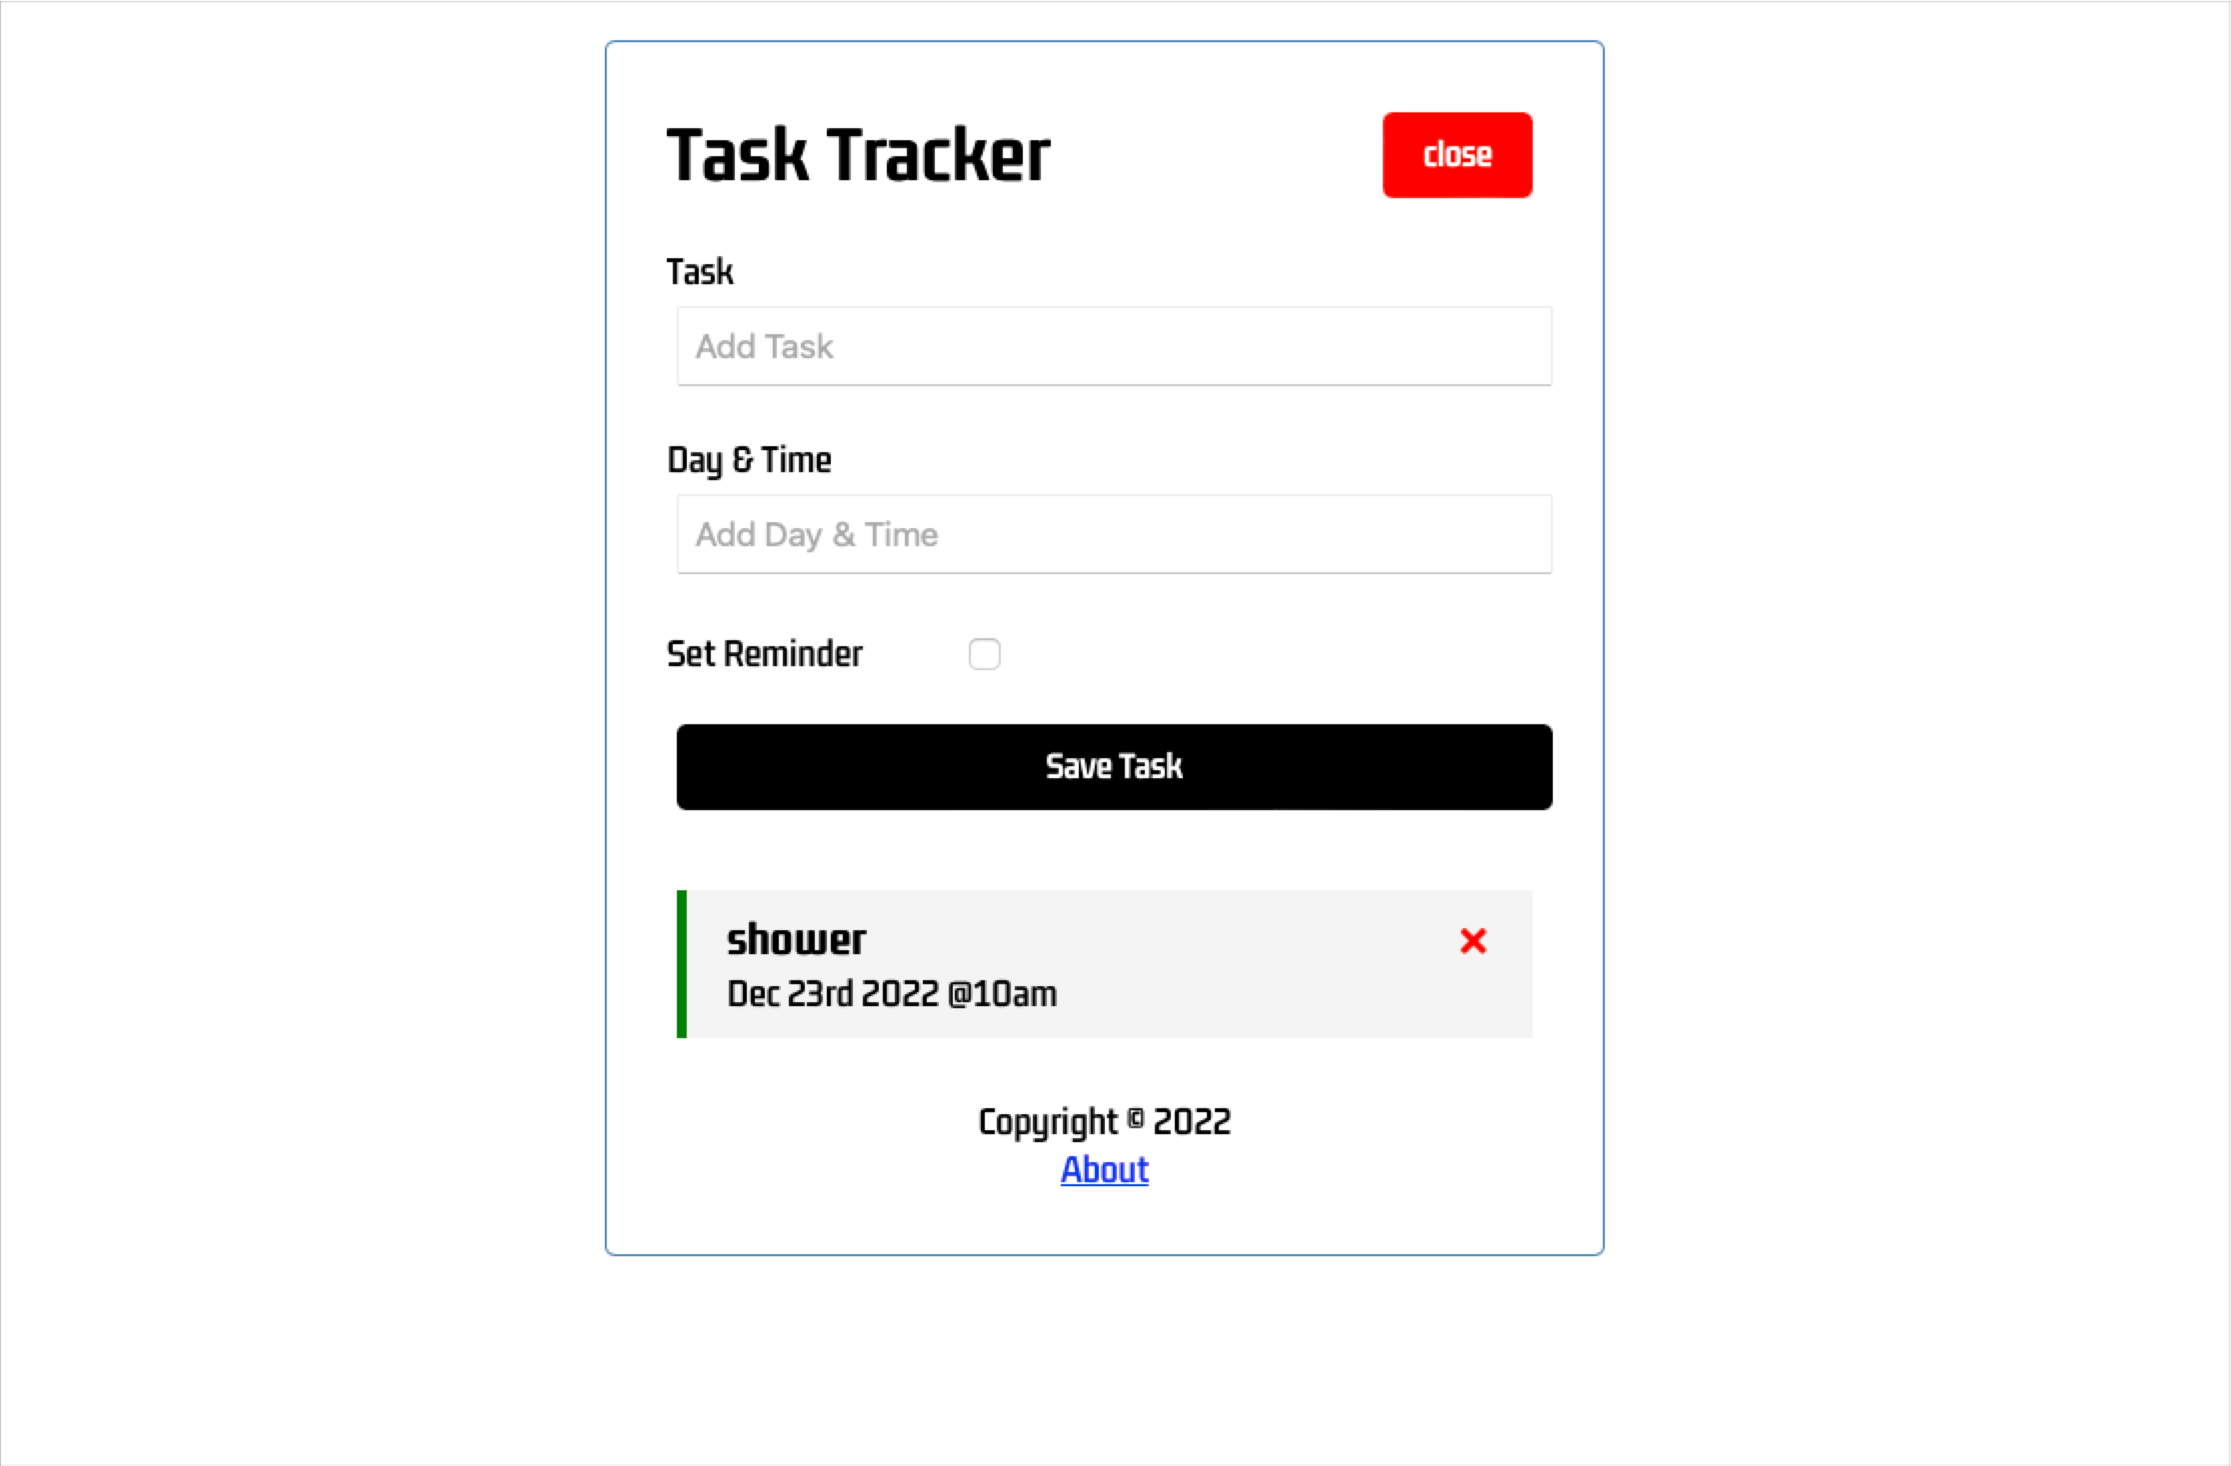 Task Tracker
close
Task
Add Task
Day & Time
Add Day & Time
Set Reminder
Save Task
shower
Dec 23rd 2022 @10am
Copyright © 2022
About